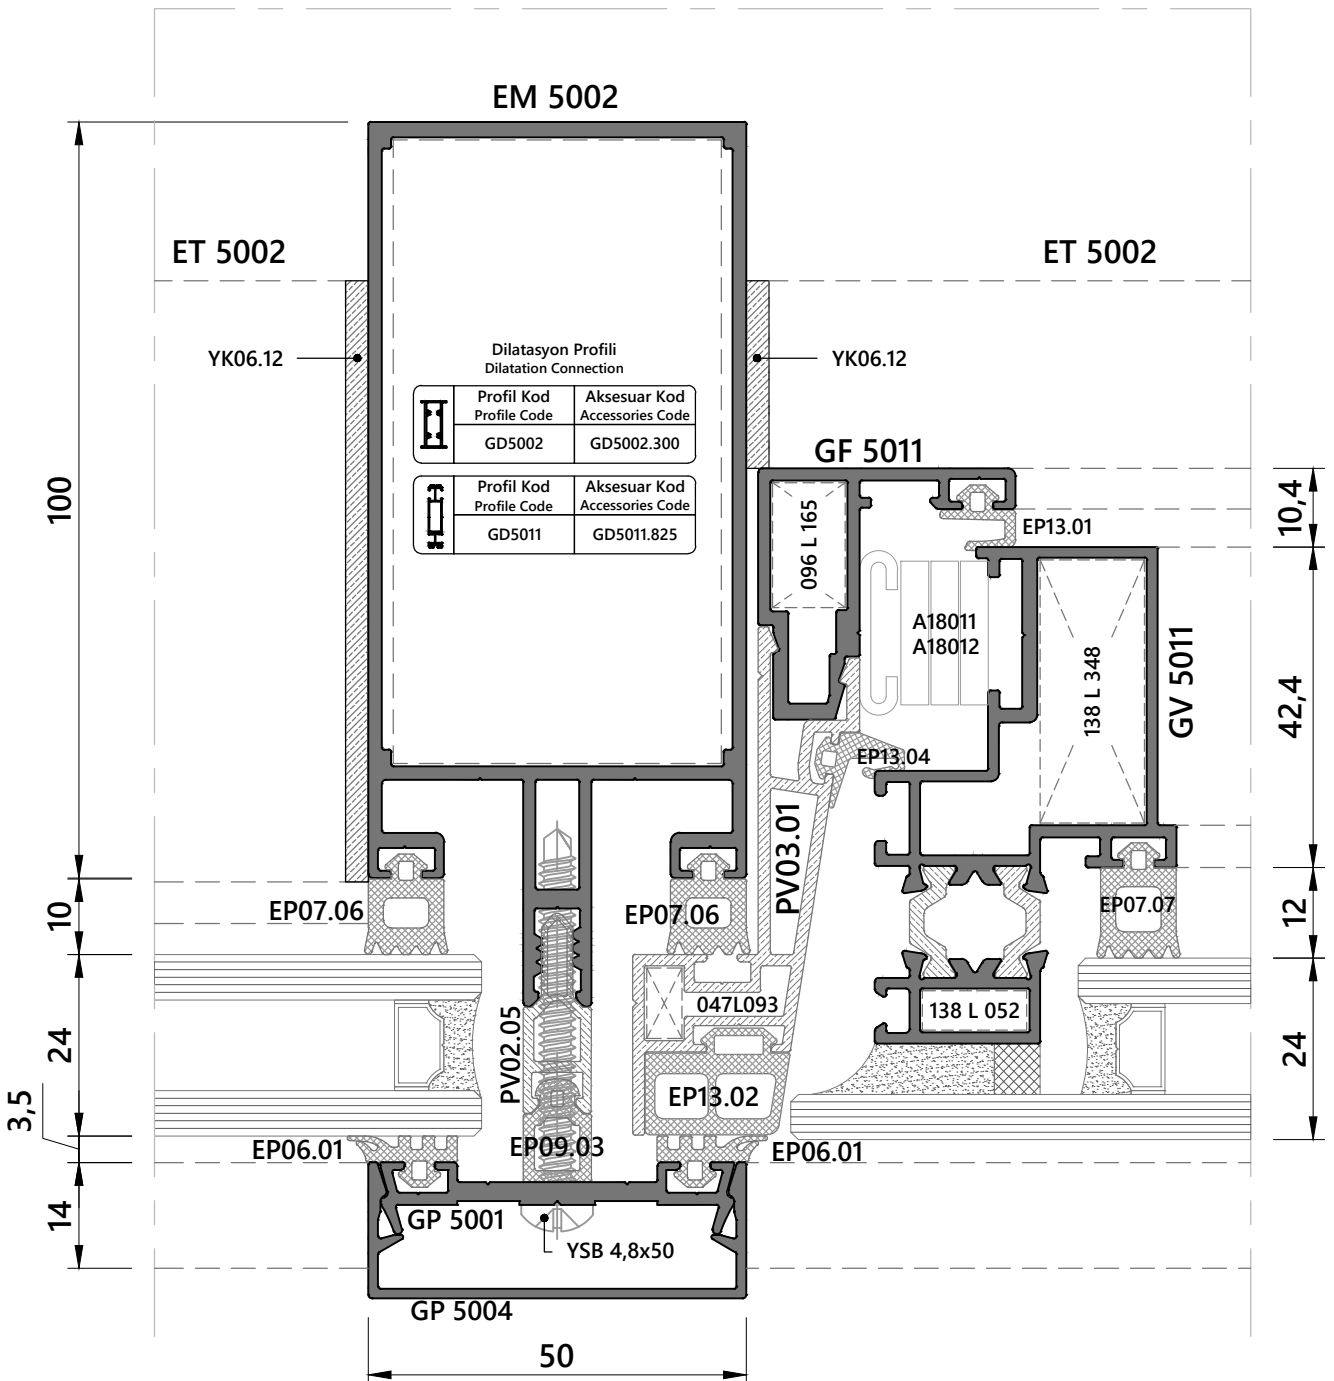 EM 5002
ET 5002
ET 5002
YK06.12
YK06.12
Dilatasyon Profili
Dilatation Connection
Profil Kod
Profile Code
Aksesuar Kod
Accessories Code
GD5002
GD5002.300
Profil Kod
Profile Code
Aksesuar Kod
Accessories Code
GD5011
GD5011.825
GF 5011
096 L 165
EP13.01
A18011
A18012
138 L 348
GV 5011
EP13.04
PV03.01
EP07.06
EP07.06
EP07.07
047L093
138 L 052
PV02.05
EP13.02
EP09.03
EP06.01
EP06.01
GP 5001
YSB 4,8x50
GP 5004
100
10
24
3,5
14
50
10,4
42,4
12
24